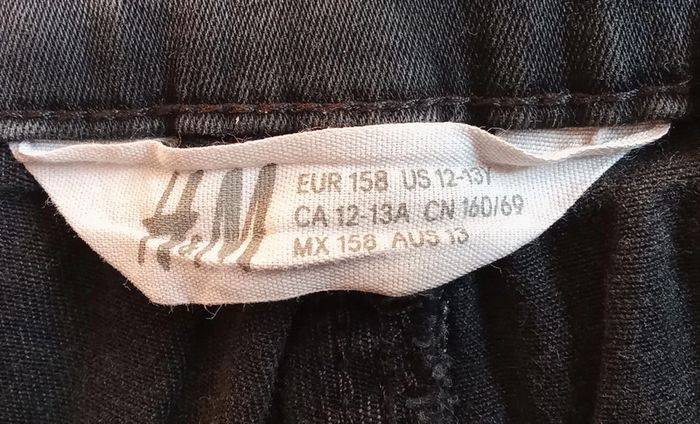 H&M
EUR 158 US 12-13Y
CA 12-13A CN 160/69
MX 158 AUS 13